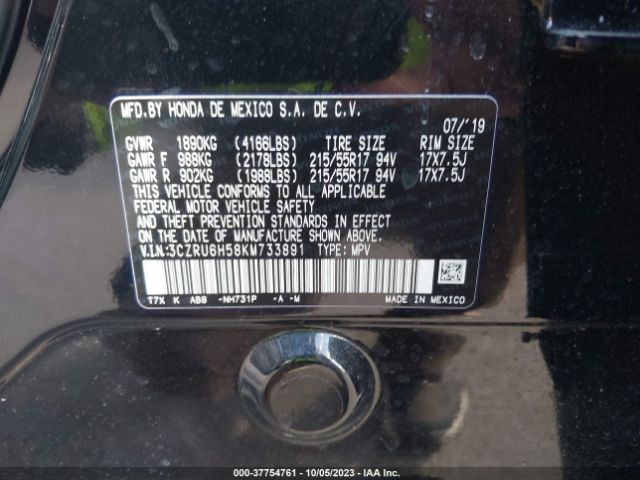 MFD.BY HONDA DE MEXICO S.A. DE C.V.
07/'19
GVWR 1890KG (4166LBS) TIRE SIZE RIM SIZE
GAWR F 988KG (2178LBS) 215/55R17 94V 17X7.5J
GAWR R 902KG (1988LBS) 215/55R17 94V 17X7.5J
THIS VEHICLE CONFORMS TO ALL APPLICABLE
FEDERAL MOTOR VEHICLE SAFETY
AND THEFT PREVENTION STANDARDS IN EFFECT
ON THE DATE OF MANUFACTURE SHOWN ABOVE.
V.I.N:3CZRU6H58KM733891 TYPE: MPV
T7X K AB6 -NH731P -A -M MADE IN MEXICO
000-37754761 - 10/05/2023 - IAA Inc.